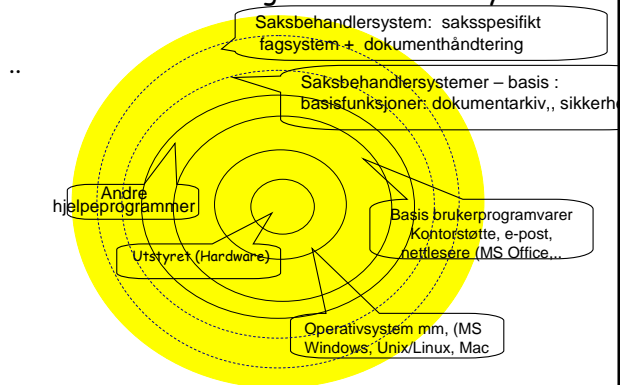 Saksbehandlersystem: saksspesifikt
fagsystem + dokumenthåndtering
..
Saksbehandlersystemer – basis :
basisfunksjoner: dokumentarkiv,, sikkerhe
Andre
hjelpeprogrammer
Basis brukerprogramvarer
Kontorstøtte, e-post,
nettlesere (MS Office,..
Utstyret (Hardware)
Operativsystem mm, (MS
Windows, Unix/Linux, Mac